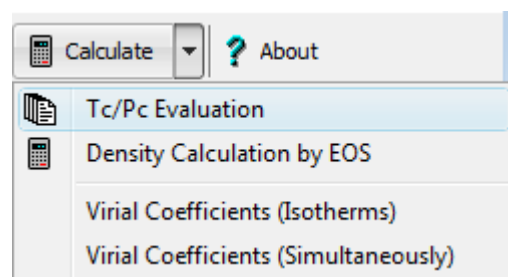 Calculate ? About
Tc/Pc Evaluation
Density Calculation by EOS
Virial Coefficients (Isotherms)
Virial Coefficients (Simultaneously)